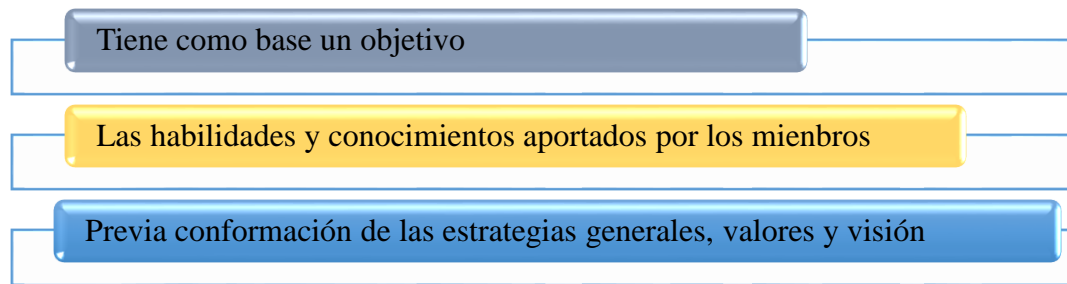 Tiene como base un objetivo
Las habilidades y conocimientos aportados por los mienbros
Previa conformación de las estrategias generales, valores y visión